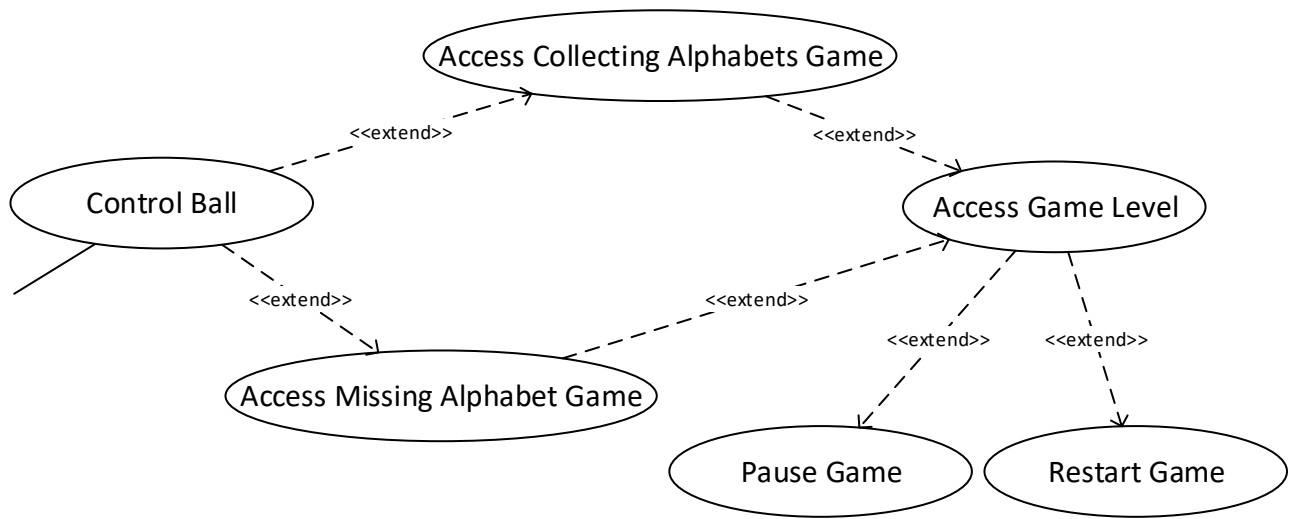 Access Collecting Alphabets Game
<<extend>>
<<extend>>
Control Ball
Access Game Level
<<extend>>
<<extend>>
<<extend>>
<<extend>>
Access Missing Alphabet Game
Pause Game
Restart Game